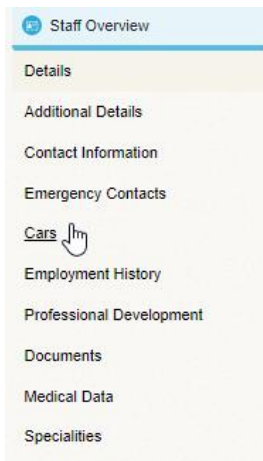 Staff Overview
Details
Additional Details
Contact Information
Emergency Contacts
Cars
Employment History
Professional Development
Documents
Medical Data
Specialities